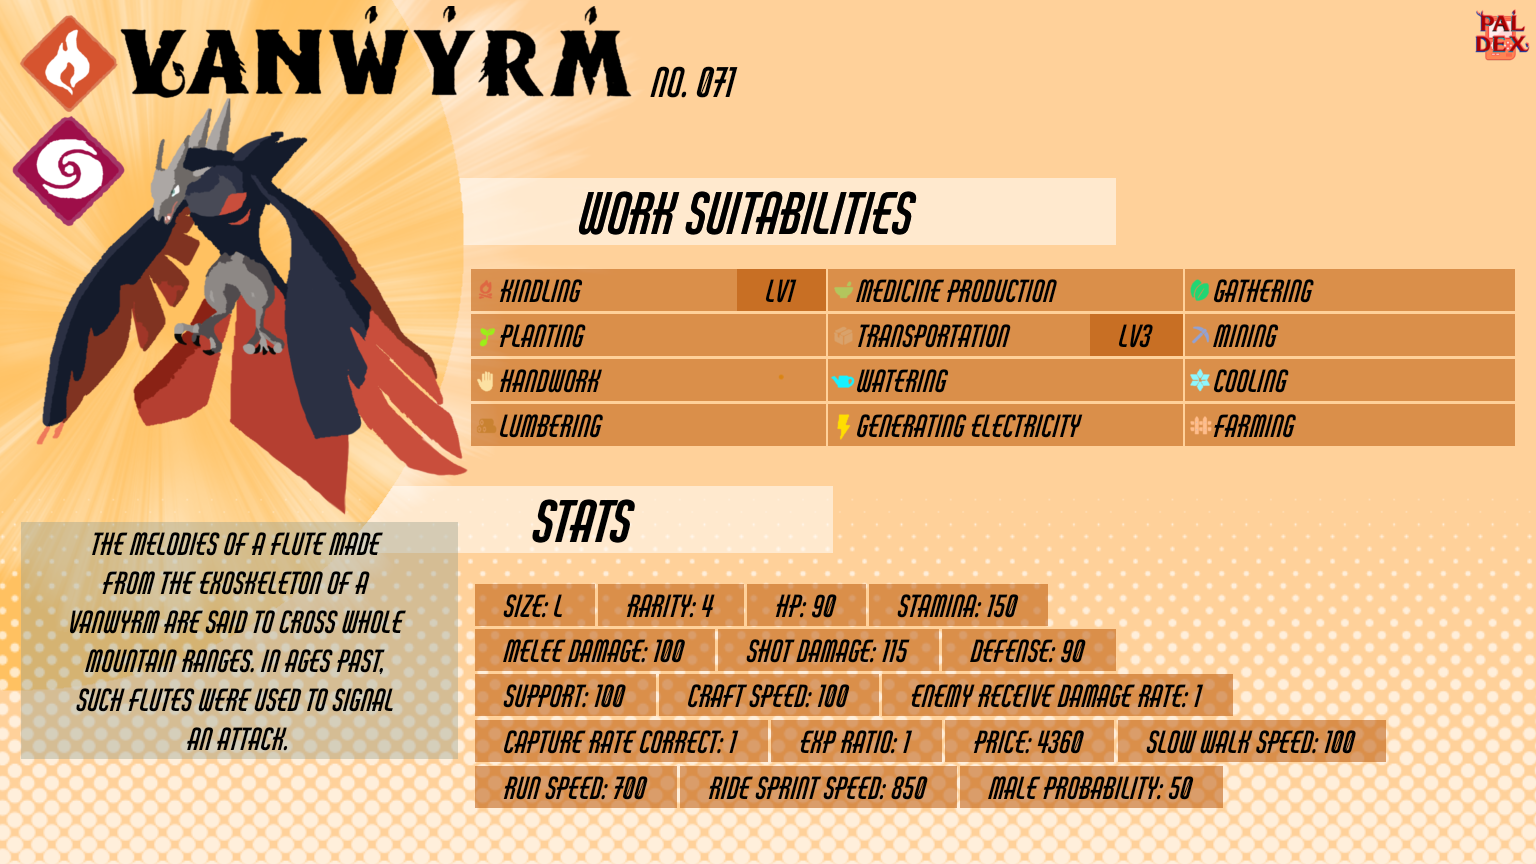 VANWYRM NO. 071
PAL
DEX
WORK SUITABILITIES
KINDLING LV1 MEDICINE PRODUCTION GATHERING
PLANTING TRANSPORTATION LV3 MINING
HANDWORK WATERING COOLING
LUMBERING GENERATING ELECTRICITY FARMING
STATS
THE MELODIES OF A FLUTE MADE
FROM THE EXOSKELETON OF A
VANWYRM ARE SAID TO CROSS WHOLE
MOUNTAIN RANGES. IN AGES PAST,
SUCH FLUTES WERE USED TO SIGNAL
AN ATTACK.
SIZE: L RARITY: 4 HP: 90 STAMINA: 150
MELEE DAMAGE: 100 SHOT DAMAGE: 115 DEFENSE: 90
SUPPORT: 100 CRAFT SPEED: 100 ENEMY RECEIVE DAMAGE RATE: 1
CAPTURE RATE CORRECT: 1 EXP RATIO: 1 PRICE: 4360 SLOW WALK SPEED: 100
RUN SPEED: 700 RIDE SPRINT SPEED: 850 MALE PROBABILITY: 50